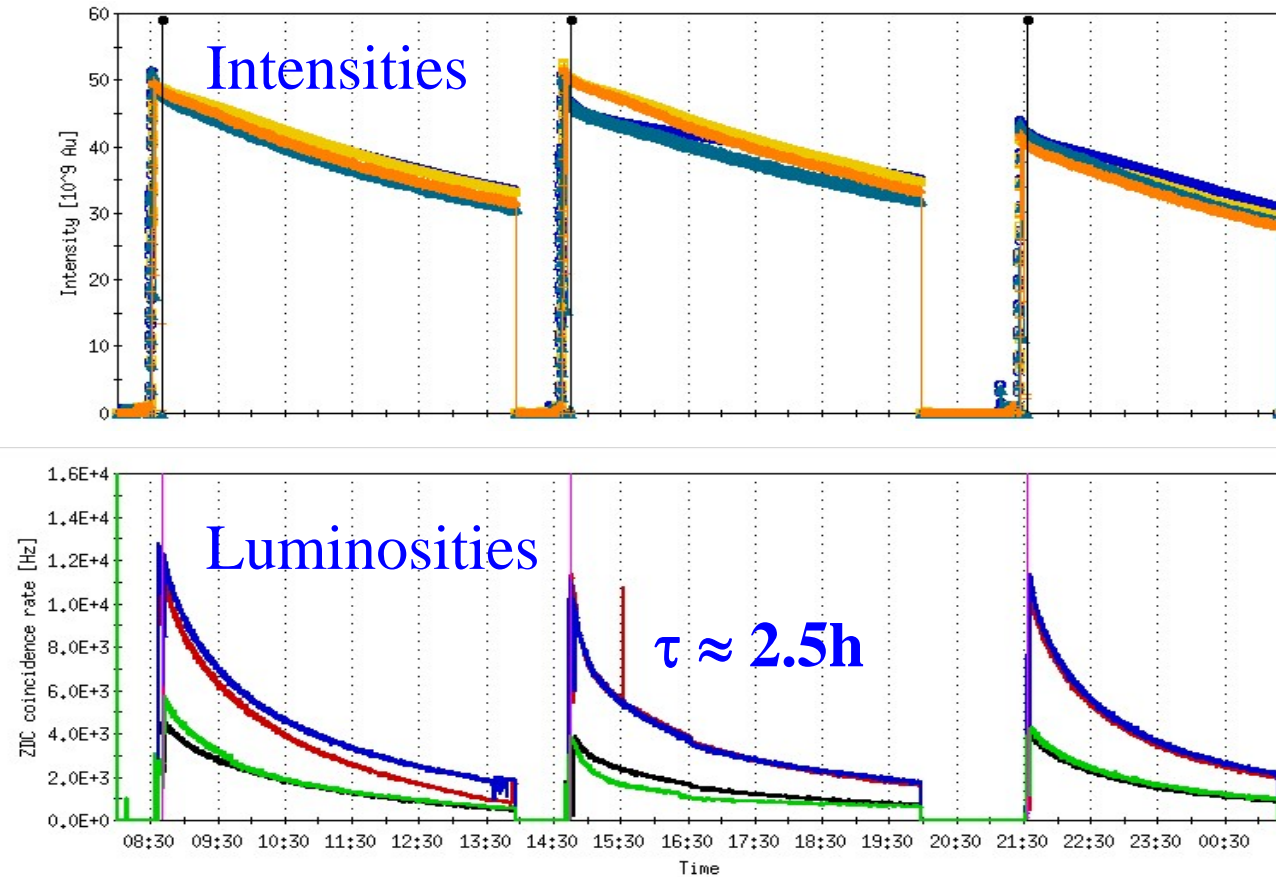 60
50
40
30
20
10
0
Intensity [10^9 Au]
Intensities
1.6E+4
1.4E+4
1.2E+4
1.0E+4
8.0E+3
6.0E+3
4.0E+3
2.0E+3
0.0E+0
ZDC coincidence rate [Hz]
Luminosities
τ ≈ 2.5h
08:30 09:30 10:30 11:30 12:30 13:30 14:30 15:30 16:30 17:30 18:30 19:30 20:30 21:30 22:30 23:30 00:30
Time